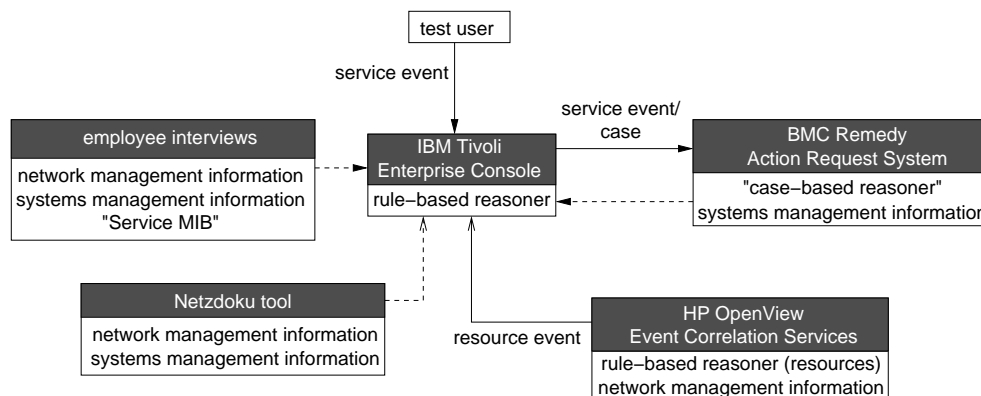 test user
service event
service event/
case
employee interviews
network management information
systems management information
"Service MIB"
IBM Tivoli
Enterprise Console
rule−based reasoner
BMC Remedy
Action Request System
"case−based reasoner"
systems management information
Netzdoku tool
network management information
systems management information
resource event
HP OpenView
Event Correlation Services
rule−based reasoner (resources)
network management information